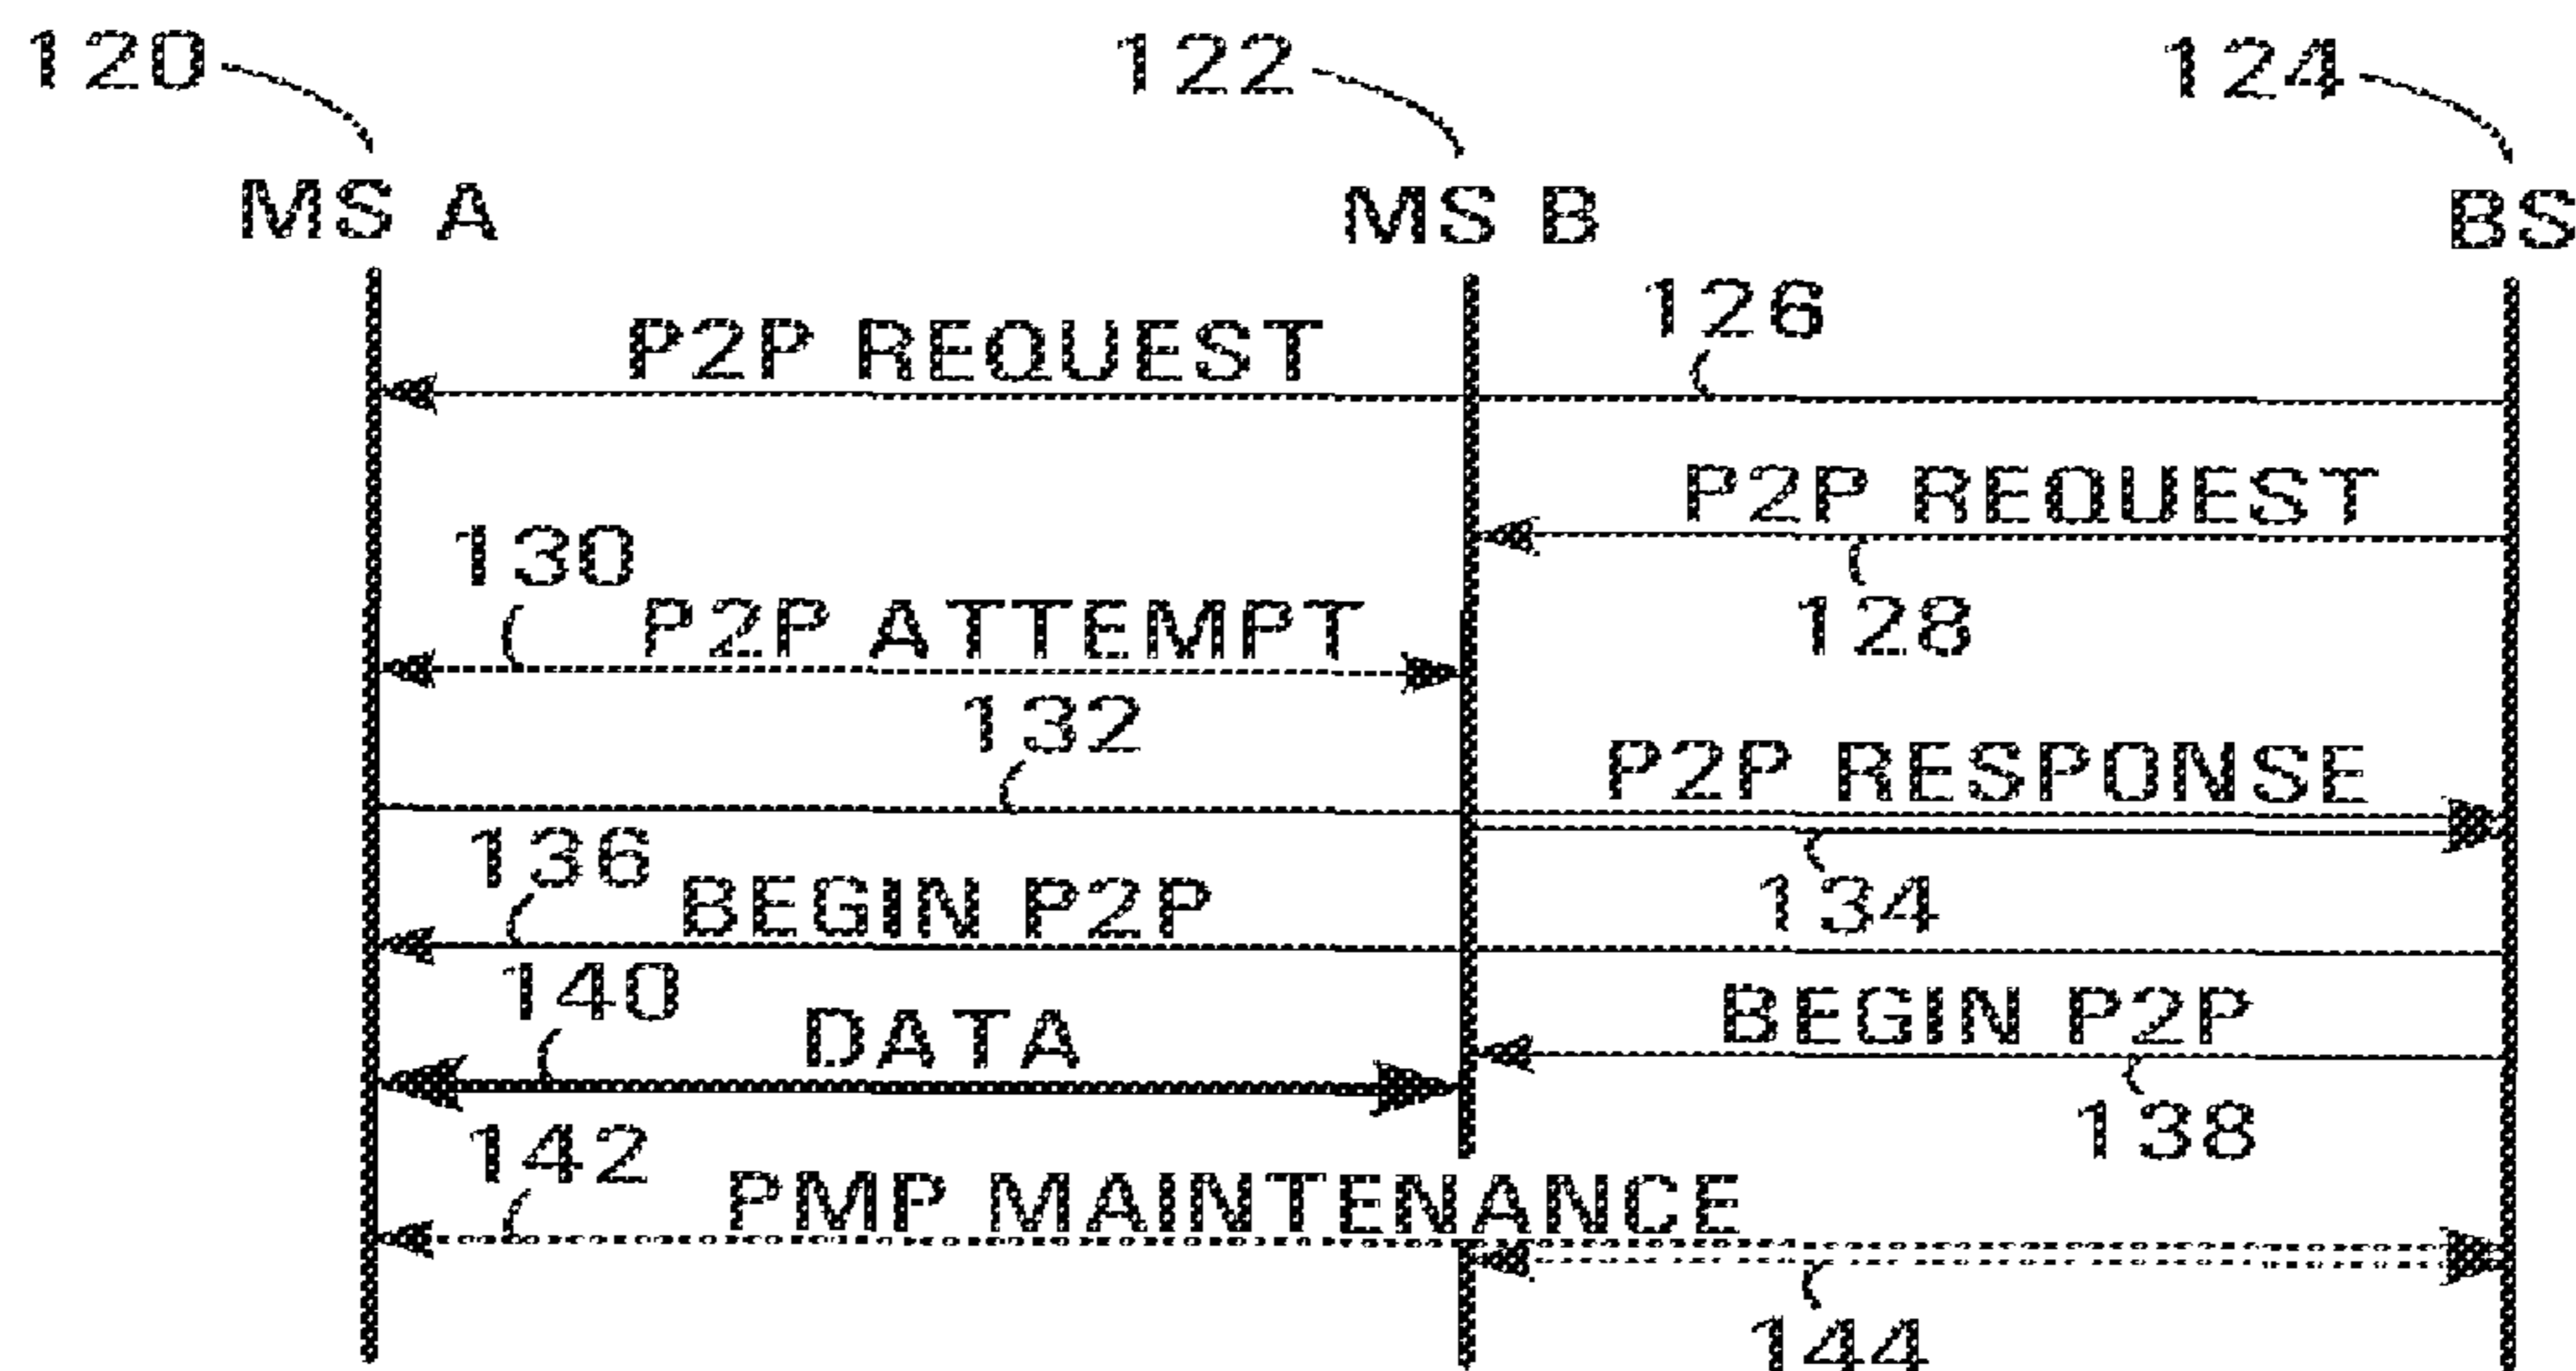 120 122 124
MS A MS B BS
126
P2P REQUEST
P2P REQUEST
130
128
P2P ATTEMPT
132
P2P RESPONSE
136
134
BEGIN P2P
140
BEGIN P2P
DATA
138
142
PMP MAINTENANCE
144